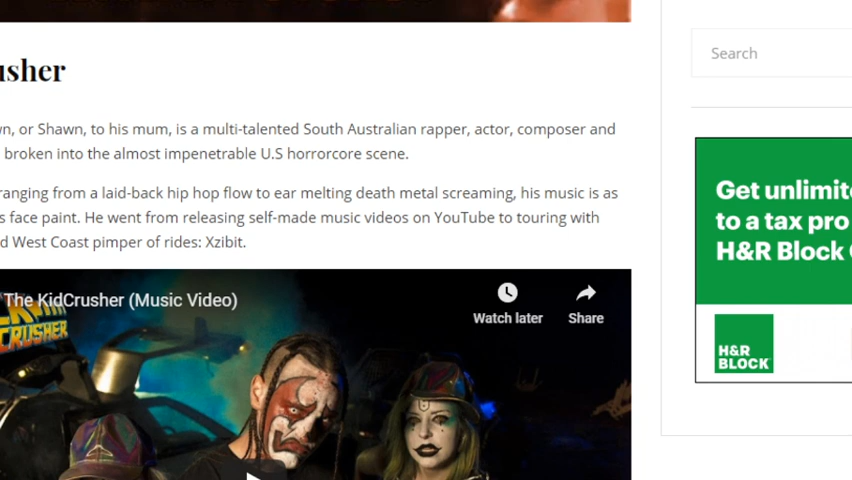 usher
Search
n, or Shawn, to his mum, is a multi-talented South Australian rapper, actor, composer and
broken into the almost impenetrable U.S horrorcore scene.
ranging from a laid-back hip hop flow to ear melting death metal screaming, his music is as
s face paint. He went from releasing self-made music videos on YouTube to touring with
d West Coast pimper of rides: Xzibit.
The KidCrusher (Music Video)
Watch later
Share
CRUSHER
Get unlimite
to a tax pro
H&R Block
H&R
BLOCK